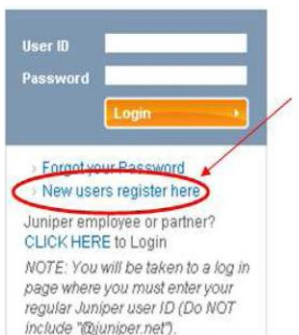 User ID
Password
Login
Forgot your Password
New users register here
Juniper employee or partner?
CLICK HERE to Login
NOTE: You will be taken to a log in
page where you must enter your
regular Juniper user ID (Do NOT
include "@juniper.net").